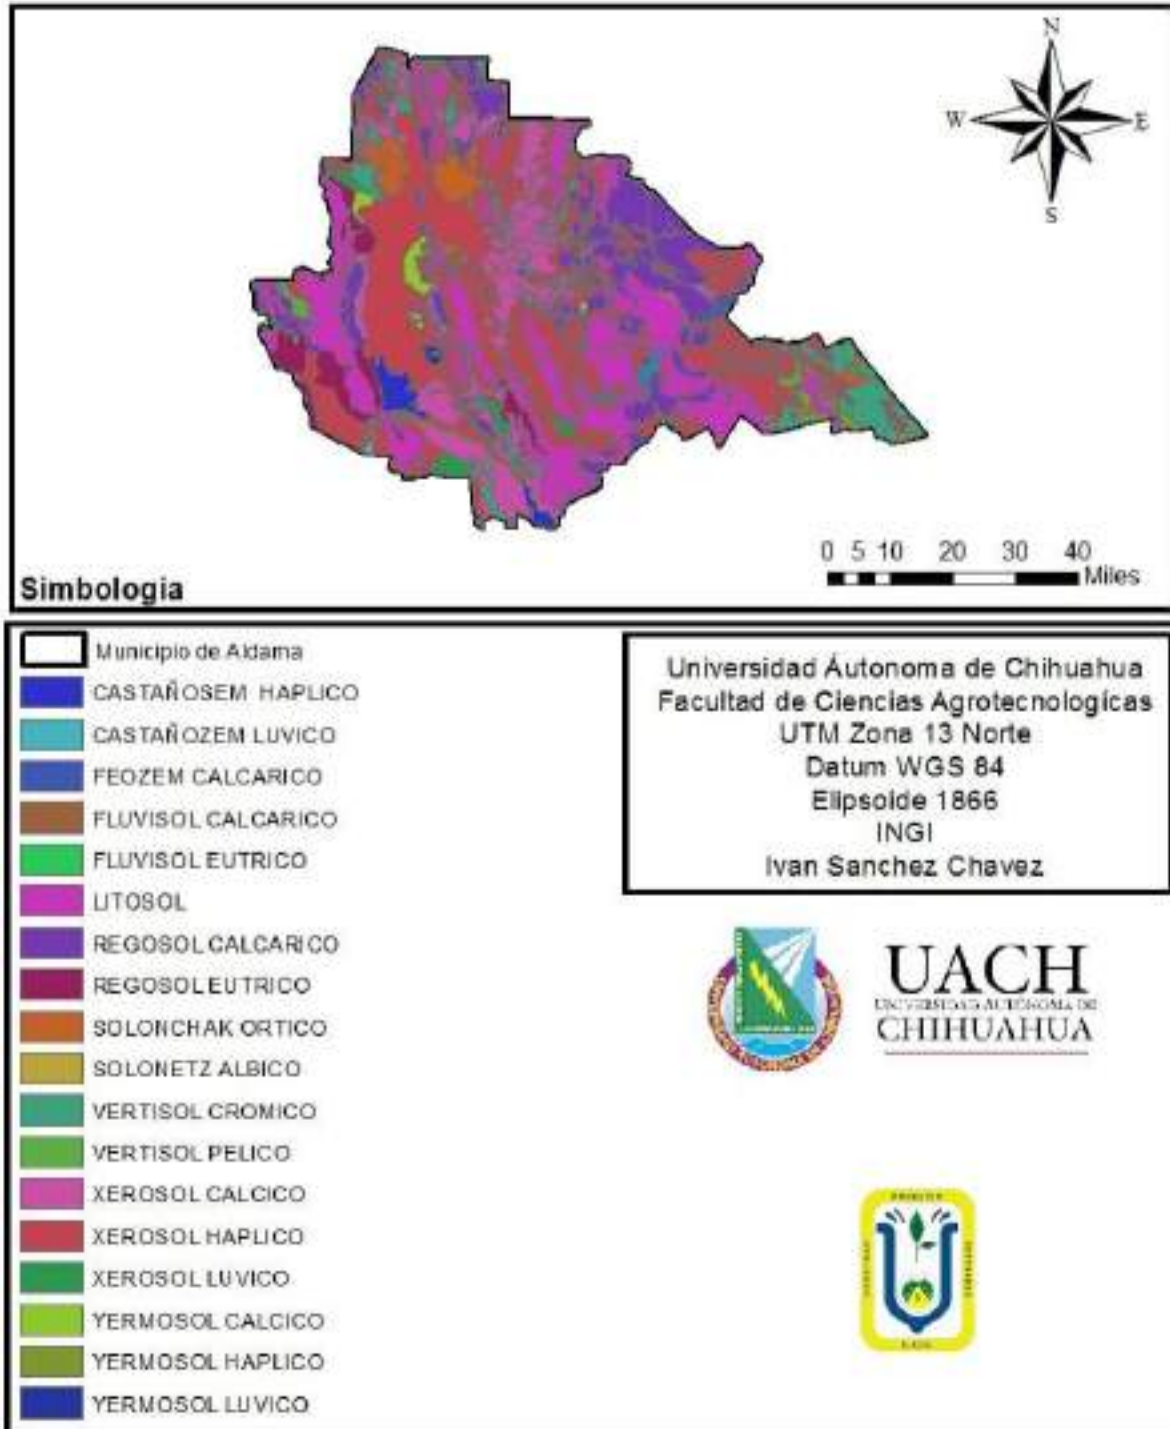 N
W E
S
0 5 10 20 30 40
Miles
Simbologia
Municipio de Aldama
CASTAÑOSEM HAPLICO
CASTAÑOZEM LUVICO
FEOZEM CALCARICO
FLUVISOL CALCARICO
FLUVISOL EUTRICO
LITOSOL
REGOSOL CALCARICO
REGOSOL EUTRICO
SOLONCHAK ORTICO
SOLONETZ ALBICO
VERTISOL CROMICO
VERTISOL PELICO
XEROSOL CALCICO
XEROSOL HAPLICO
XEROSOL LUVICO
YERMOSOL CALCICO
YERMOSOL HAPLICO
YERMOSOL LUVICO
Universidad Áutonoma de Chihuahua
Facultad de Ciencias Agrotecnologícas
UTM Zona 13 Norte
Datum WGS 84
Elipsoide 1866
INGI
Ivan Sanchez Chavez
UACH
UNIVERSIDAD AUTÓNOMA DE
CHIHUAHUA